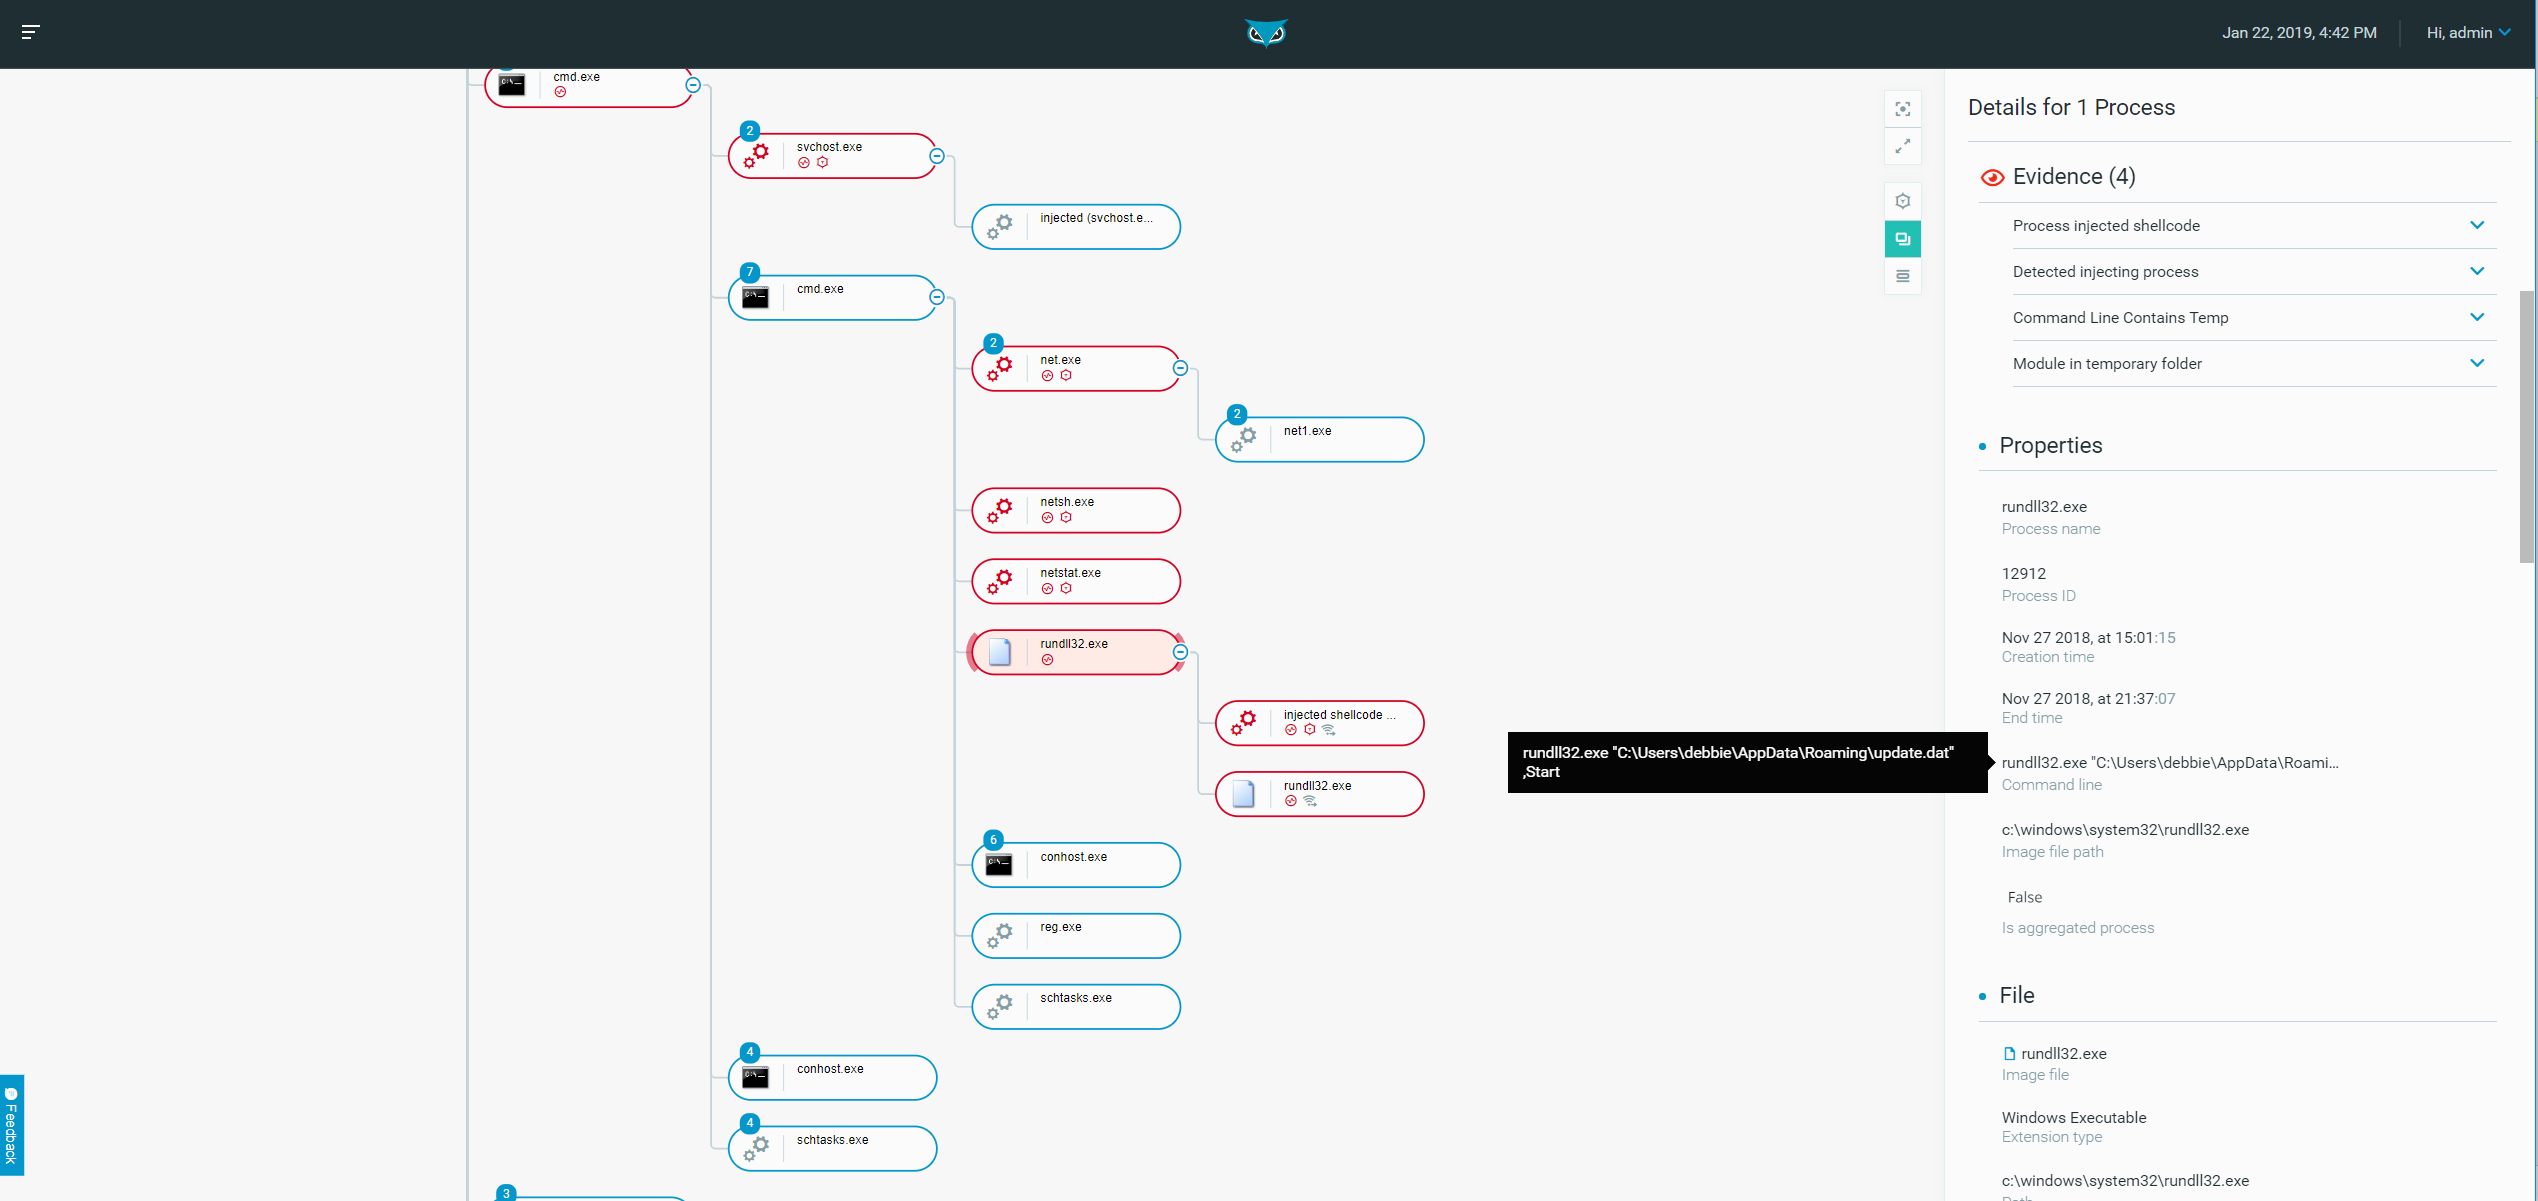 Jan 22, 2019, 4:42 PM
Hi, admin
cmd.exe
2
svchost.exe
injected (svchost.e...
7
cmd.exe
2
net.exe
2
net1.exe
netsh.exe
netstat.exe
rundll32.exe
injected shellcode ...
rundll32.exe
6
conhost.exe
reg.exe
schtasks.exe
4
conhost.exe
4
schtasks.exe
3
Feedback
rundll32.exe "C:\Users\debbie\AppData\Roaming\update.dat"
,Start
Details for 1 Process
Evidence (4)
Process injected shellcode
Detected injecting process
Command Line Contains Temp
Module in temporary folder
Properties
rundll32.exe
Process name
12912
Process ID
Nov 27 2018, at 15:01:15
Creation time
Nov 27 2018, at 21:37:07
End time
rundll32.exe "C:\Users\debbie\AppData\Roami...
Command line
c:\windows\system32\rundll32.exe
Image file path
False
Is aggregated process
File
rundll32.exe
Image file
Windows Executable
Extension type
c:\windows\system32\rundll32.exe